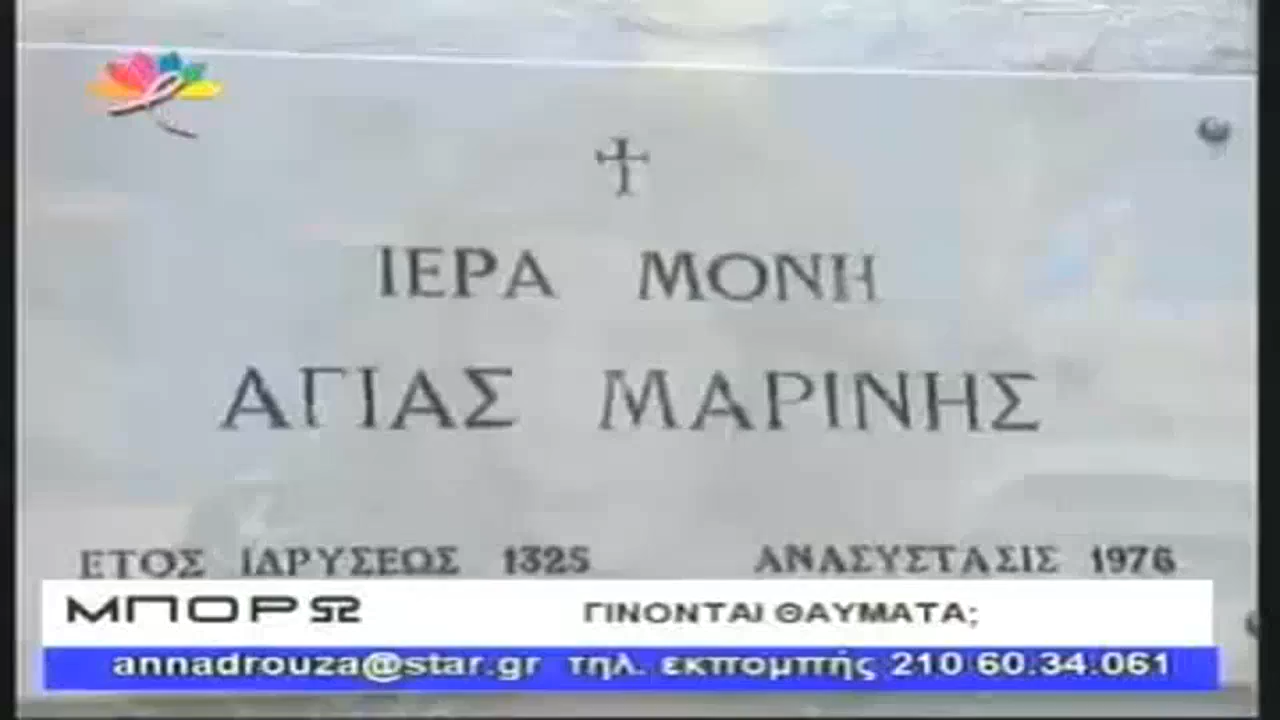 ΙΕΡΑ ΜΟΝΗ
ΑΓΙΑΣ ΜΑΡΙΝΗΣ
ΕΤΟΣ ΙΔΡΥΣΕΩΣ 1325 ΑΝΑΣΥΣΤΑΣΙΣ 1976
ΜΠΟΡΩ ΓΙΝΟΝΤΑΙ ΘΑΥΜΑΤΑ;
annadrouza@star.gr τηλ. εκπομπής 210 60.34.061